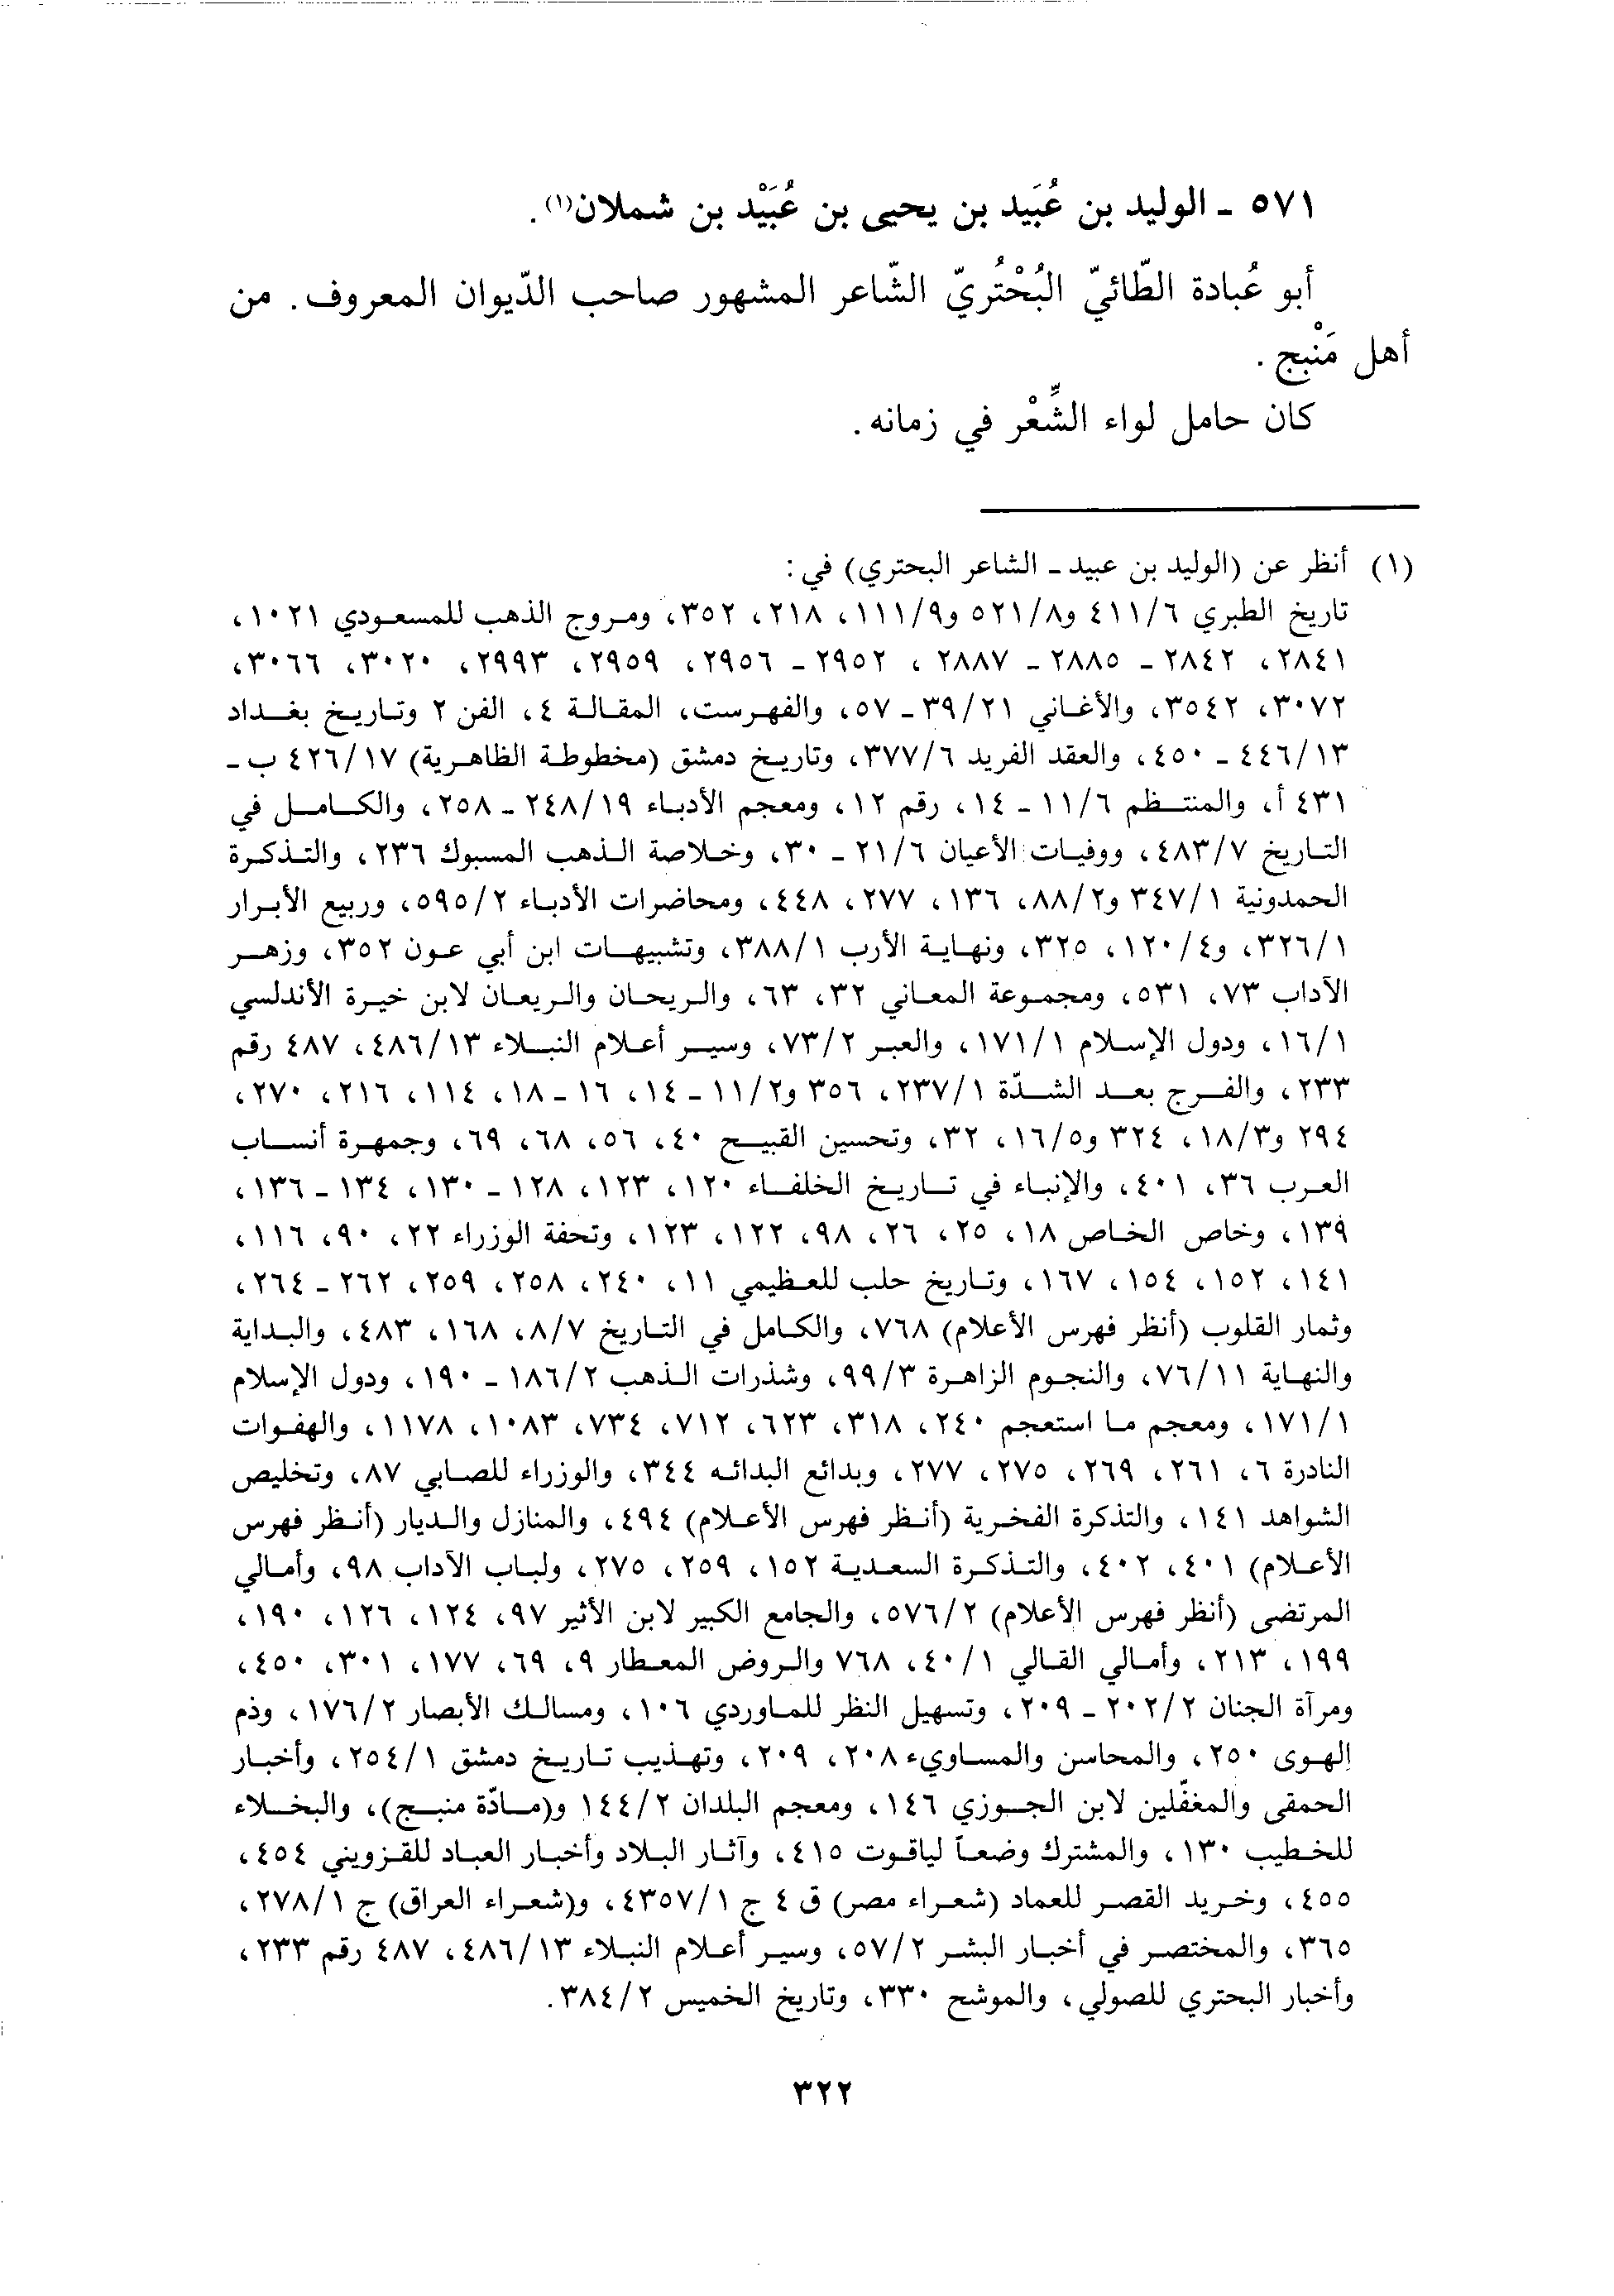 ٥٧١ - الوليد بن عُبَيد بن يحيى بن عُبَيْد بن شملان(١).
أبو عُبادة الطّائيّ البُحْتُريّ الشّاعر المشهور صاحب الدّيوان المعروف. من
أهل مَنْبج.
كان حامل لواء الشِّعْر في زمانه.
(١) أنظر عن (الوليد بن عبيد - الشاعر البحتري) في:
تاريخ الطبري ٤١١/٦ و٥٢١/٨ و١١١/٩، ٢١٨، ٣٥٢، ومروج الذهب للمسعودي ١٠٢١،
٢٨٤١، ٢٨٤٢ - ٢٨٨٥ - ٢٨٨٧، ٢٩٥٢ - ٢٩٥٦، ٢٩٥٩، ٢٩٩٣، ٣٠٢٠، ٣٠٦٦،
٣٠٧٢، ٣٥٤٢، والأغاني ٣٩/٢١ - ٥٧، والفهرست، المقالة ٤، الفن ٢ وتاريخ بغداد
٤٤٦/١٣ - ٤٥٠، والعقد الفريد ٣٧٧/٦، وتاريخ دمشق (مخطوطة الظاهرية) ٤٢٦/١٧ ب -
٤٣١ أ، والمنتظم ١١/٦ - ١٤، رقم ١٢، ومعجم الأدباء ٢٤٨/١٩ - ٢٥٨، والكامل في
التاريخ ٤٨٣/٧، ووفيات الأعيان ٢١/٦ - ٣٠، وخلاصة الذهب المسبوك ٢٣٦، والتذكرة
الحمدونية ٣٤٧/١ و٨٨/٢، ١٣٦، ٢٧٧، ٤٤٨، ومحاضرات الأدباء ٥٩٥/٢، وربيع الأبرار
٣٢٦/١، و١٢٠/٤، ٣٢٥، ونهاية الأرب ٣٨٨/١، وتشبيهات ابن أبي عون ٣٥٢، وزهر
الآداب ٧٣، ٥٣١، ومجموعة المعاني ٣٢، ٦٣، والريحان والريعان لابن خيرة الأندلسي
١٦/١، ودول الإسلام ١٧١/١، والعبر ٧٣/٢، وسير أعلام النبلاء ٤٨٦/١٣، ٤٨٧ رقم
٢٣٣، والفرج بعد الشدّة ٢٣٧/١، ٣٥٦ و١١/٢ - ١٤، ١٦ - ١٨، ١١٤، ٢١٦، ٢٧٠،
٢٩٤ و١٨/٣، ٣٢٤ و١٦/٥، ٣٢، وتحسين القبيح ٤٠، ٥٦، ٦٨، ٦٩، وجمهرة أنساب
العرب ٣٦، ٤٠١، والإنباء في تاريخ الخلفاء ١٢٠، ١٢٣، ١٢٨ - ١٣٠، ١٣٤ - ١٣٦،
١٣٩، وخاص الخاص ١٨، ٢٥، ٢٦، ٩٨، ١٢٢، ١٢٣، وتحفة الوزراء ٢٢، ٩٠، ١١٦،
١٤١، ١٥٢، ١٥٤، ١٦٧، وتاريخ حلب للعظيمي ١١، ٢٤٠، ٢٥٨، ٢٥٩، ٢٦٢ - ٢٦٤،
وثمار القلوب (أنظر فهرس الأعلام) ٧٦٨، والكامل في التاريخ ٨/٧، ١٦٨، ٤٨٣، والبداية
والنهاية ٧٦/١١، والنجوم الزاهرة ٩٩/٣، وشذرات الذهب ١٨٦/٢ - ١٩٠، ودول الإسلام
١٧١/١، ومعجم ما استعجم ٢٤٠، ٣١٨، ٦٢٣، ٧١٢، ٧٣٤، ١٠٨٣، ١١٧٨، والهفوات
النادرة ٦، ٢٦١، ٢٦٩، ٢٧٥، ٢٧٧، وبدائع البدائه ٣٤٤، والوزراء للصابي ٨٧، وتخليص
الشواهد ١٤١، والتذكرة الفخرية (أنظر فهرس الأعلام) ٤٩٤، والمنازل والديار (أنظر فهرس
الأعلام) ٤٠١، ٤٠٢، والتذكرة السعدية ١٥٢، ٢٥٩، ٢٧٥، ولباب الآداب ٩٨، وأمالي
المرتضى (أنظر فهرس الأعلام) ٥٧٦/٢، والجامع الكبير لابن الأثير ٩٧، ١٢٤، ١٢٦، ١٩٠،
١٩٩، ٢١٣، وأمالي القالي ٤٠/١، ٧٦٨ والروض المعطار ٩، ٦٩، ١٧٧، ٣٠١، ٤٥٠،
ومرآة الجنان ٢٠٢/٢ - ٢٠٩، وتسهيل النظر للماوردي ١٠٦، ومسالك الأبصار ١٧٦/٢، وذم
الهوى ٢٥٠، والمحاسن والمساويء ٢٠٨، ٢٠٩، وتهذيب تاريخ دمشق ٢٥٤/١، وأخبار
الحمقى والمغفّلين لابن الجوزي ١٤٦، ومعجم البلدان ١٤٤/٢ و(مادّة منبج)، والبخلاء
للخطيب ١٣٠، والمشترك وضعاً لياقوت ٤١٥، وآثار البلاد وأخبار العباد للقزويني ٤٥٤،
٤٥٥، وخريد القصر للعماد (شعراء مصر) ق ٤ ج ٤٣٥٧/١، و(شعراء العراق) ج ٢٧٨/١،
٣٦٥، والمختصر في أخبار البشر ٥٧/٢، وسير أعلام النبلاء ٤٨٦/١٣، ٤٨٧ رقم ٢٣٣،
وأخبار البحتري للصولي، والموشح ٣٣٠، وتاريخ الخميس ٣٨٤/٢.
٣٢٢